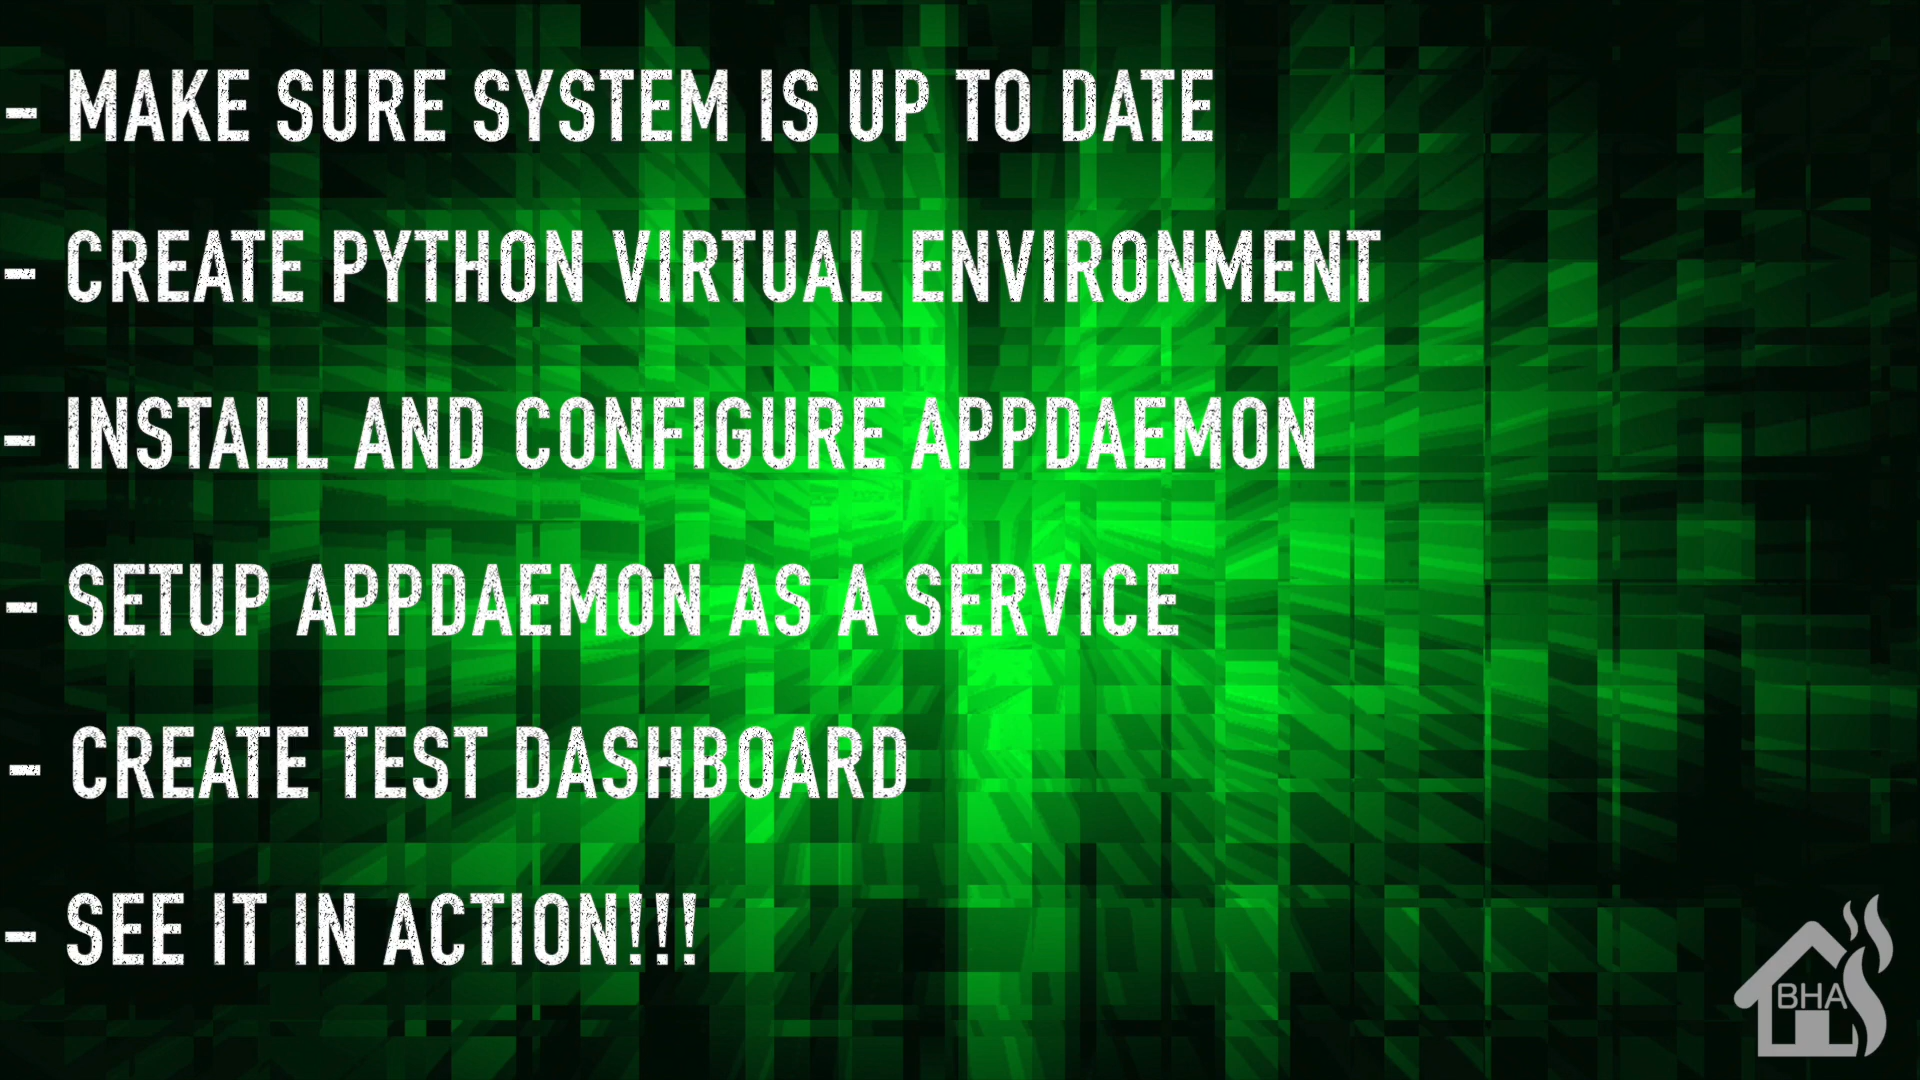 - MAKE SURE SYSTEM IS UP TO DATE
- CREATE PYTHON VIRTUAL ENVIRONMENT
- INSTALL AND CONFIGURE APPDAEMON
- SETUP APPDAEMON AS A SERVICE
- CREATE TEST DASHBOARD
- SEE IT IN ACTION!!!
BHA